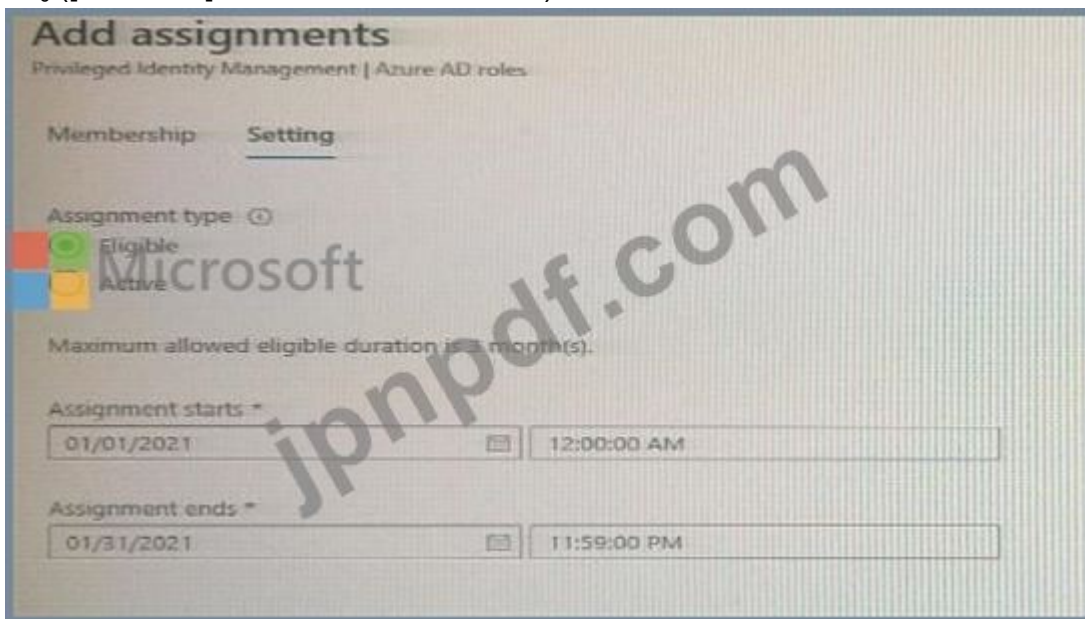 Add assignments
Privileged Identity Management | Azure AD roles
Membership Setting
Assignment type
Eligible
Active
Microsoft
Maximum allowed eligible duration is month(s).
Assignment starts *
01/01/2021 12:00:00 AM
Assignment ends *
01/31/2021 11:59:00 PM
jpnpdf.com